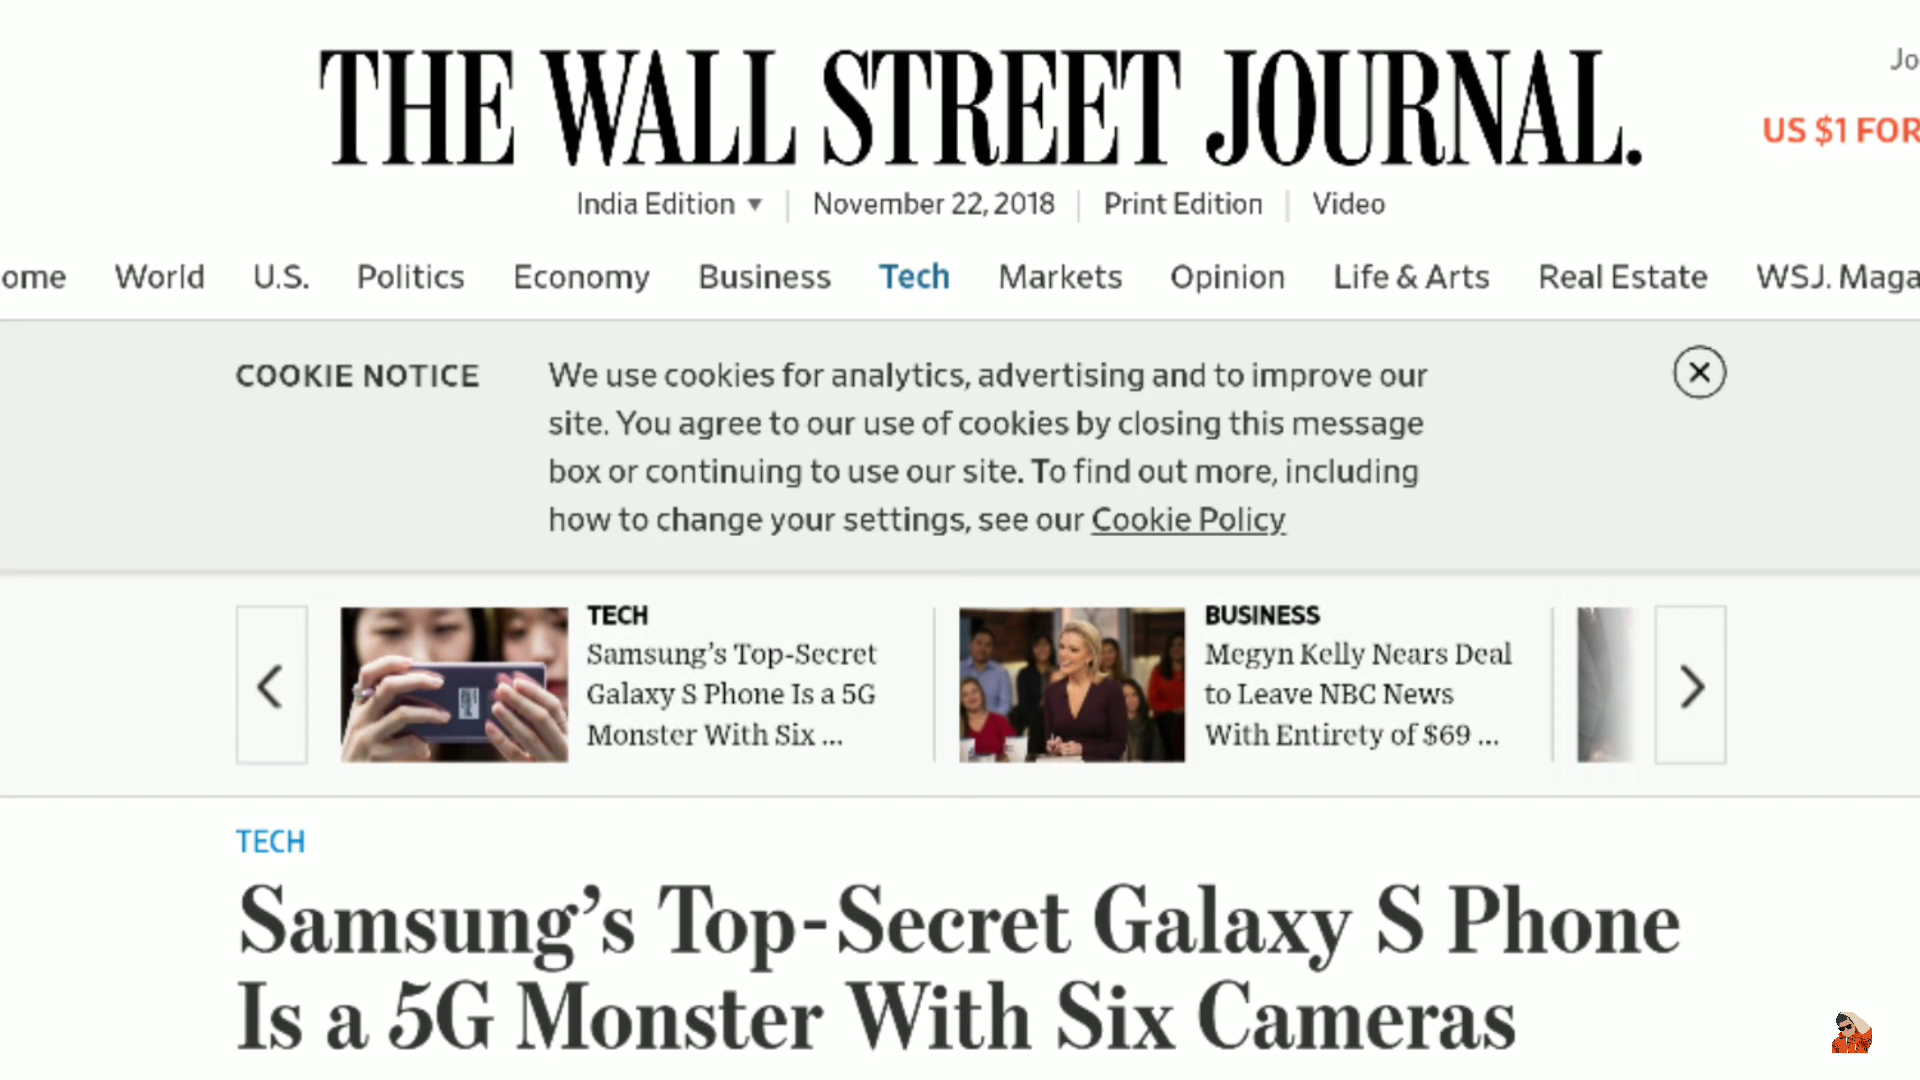 THE WALL STREET JOURNAL.
Jo
US $1 FOR
India Edition ▼ | November 22, 2018 | Print Edition | Video
ome World U.S. Politics Economy Business Tech Markets Opinion Life & Arts Real Estate WSJ. Maga
COOKIE NOTICE
We use cookies for analytics, advertising and to improve our
site. You agree to our use of cookies by closing this message
box or continuing to use our site. To find out more, including
how to change your settings, see our Cookie Policy
TECH
Samsung's Top-Secret
Galaxy S Phone Is a 5G
Monster With Six ...
BUSINESS
Megyn Kelly Nears Deal
to Leave NBC News
With Entirety of $69 ...
TECH
Samsung's Top-Secret Galaxy S Phone
Is a 5G Monster With Six Cameras